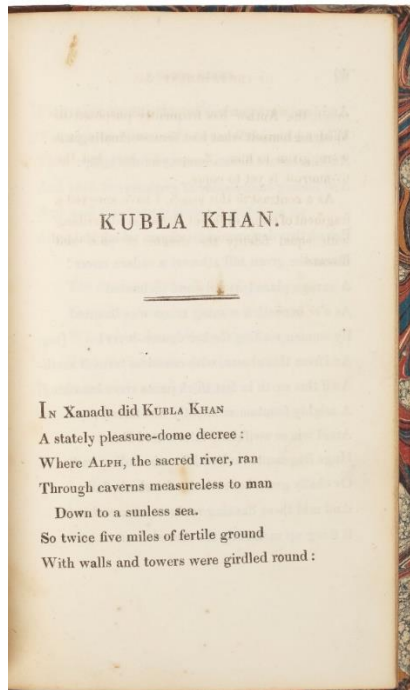 KUBLA KHAN.
IN Xanadu did KUBLA KHAN
A stately pleasure-dome decree :
Where ALPH, the sacred river, ran
Through caverns measureless to man
Down to a sunless sea.
So twice five miles of fertile ground
With walls and towers were girdled round :